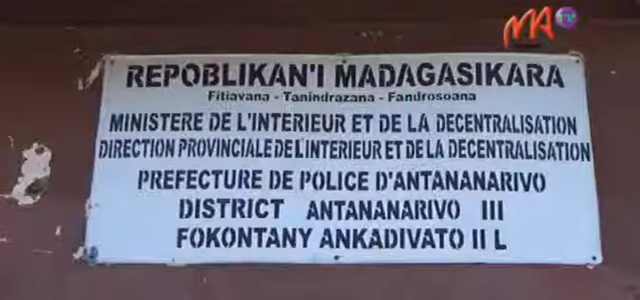 MATV
REPOBLIKAN'I MADAGASIKARA
Fitiavana - Tanindrazana - Fandrosoana
MINISTERE DE L'INTERIEUR ET DE LA DECENTRALISATION
DIRECTION PROVINCIALE DE L'INTERIEUR ET DE LA DECENTRALISATION
PREFECTURE DE POLICE D'ANTANANARIVO
DISTRICT ANTANANARIVO III
FOKONTANY ANKADIVATO II L